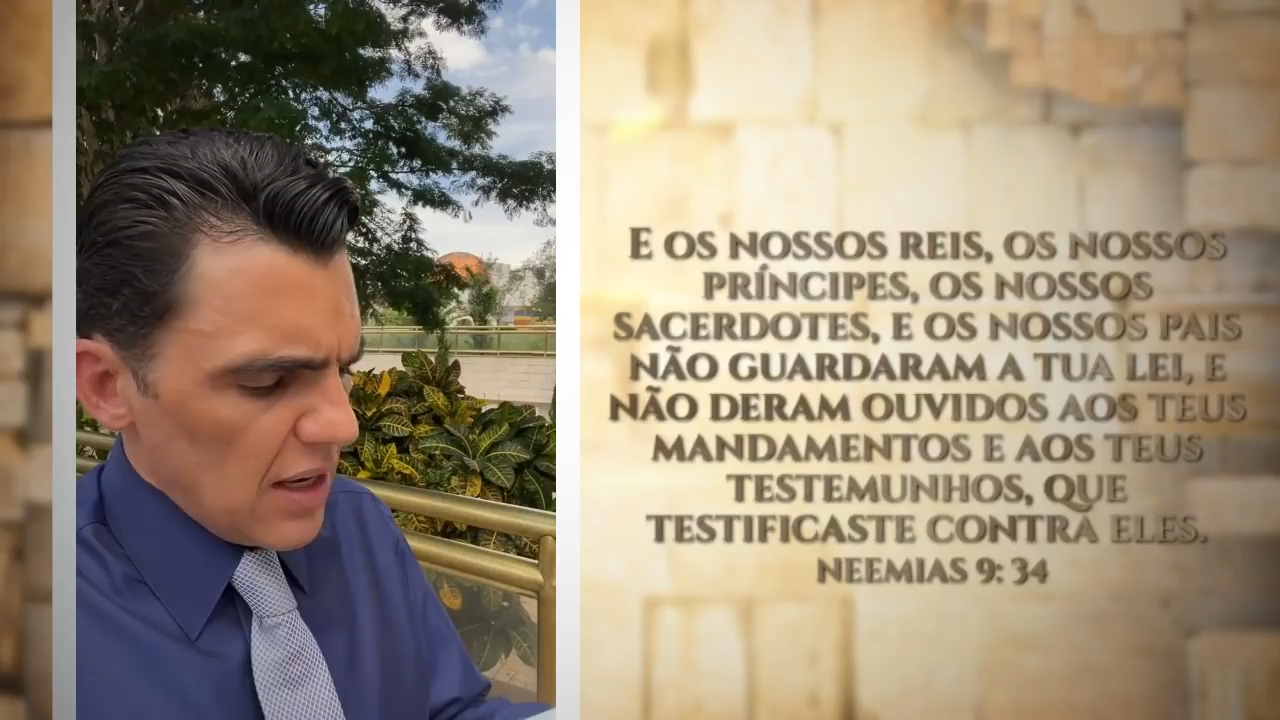 E OS NOSSOS REIS, OS NOSSOS
PRÍNCIPES, OS NOSSOS
SACERDOTES, E OS NOSSOS PAIS
NÃO GUARDARAM A TUA LEI, E
NÃO DERAM OUVIDOS AOS TEUS
MANDAMENTOS E AOS TEUS
TESTEMUNHOS, QUE
TESTIFICASTE CONTRA ELES.
NEEMIAS 9: 34